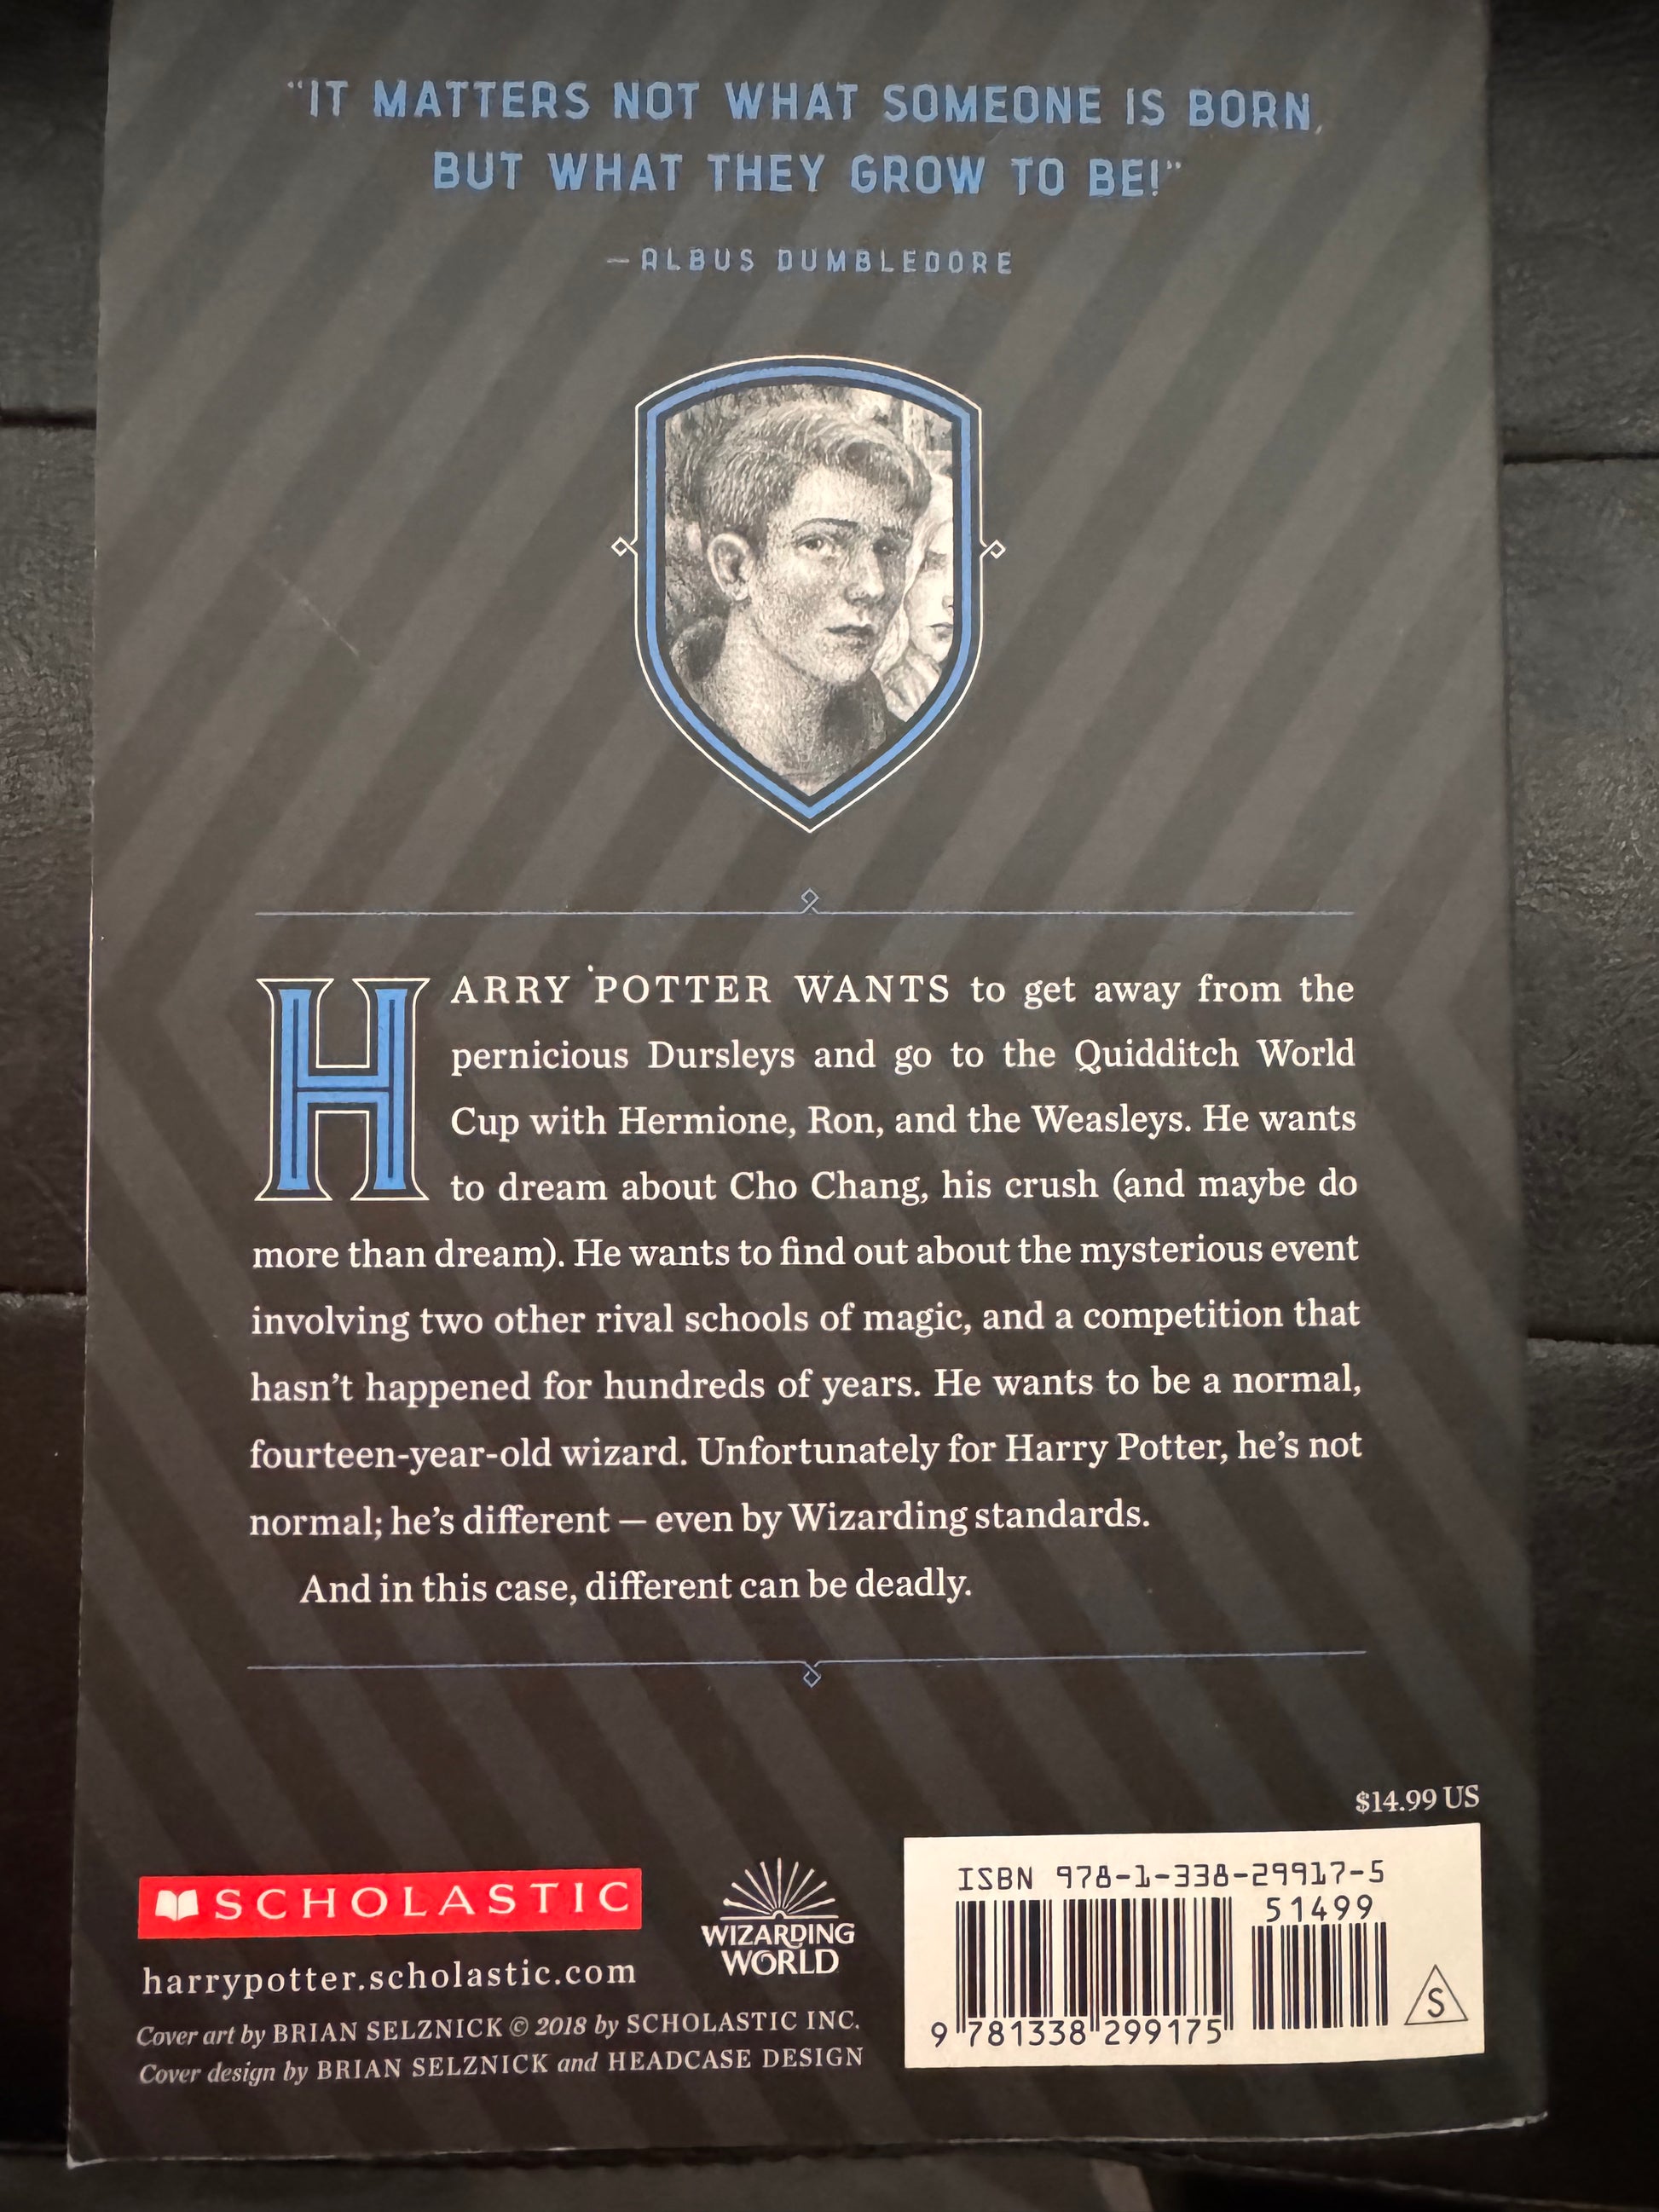 “IT MATTERS NOT WHAT SOMEONE IS BORN,
BUT WHAT THEY GROW TO BE!”
—ALBUS DUMBLEDORE
HARRY POTTER WANTS to get away from the
pernicious Dursleys and go to the Quidditch World
Cup with Hermione, Ron, and the Weasleys. He wants
to dream about Cho Chang, his crush (and maybe do
more than dream). He wants to find out about the mysterious event
involving two other rival schools of magic, and a competition that
hasn’t happened for hundreds of years. He wants to be a normal,
fourteen-year-old wizard. Unfortunately for Harry Potter, he’s not
normal; he’s different — even by Wizarding standards.
And in this case, different can be deadly.
$14.99 US
SCHOLASTIC
harrypotter.scholastic.com
Cover art by BRIAN SELZNICK © 2018 by SCHOLASTIC INC.
Cover design by BRIAN SELZNICK and HEADCASE DESIGN
WIZARDING
WORLD
ISBN 978-1-338-29917-5
51499
9 781338 299175
S